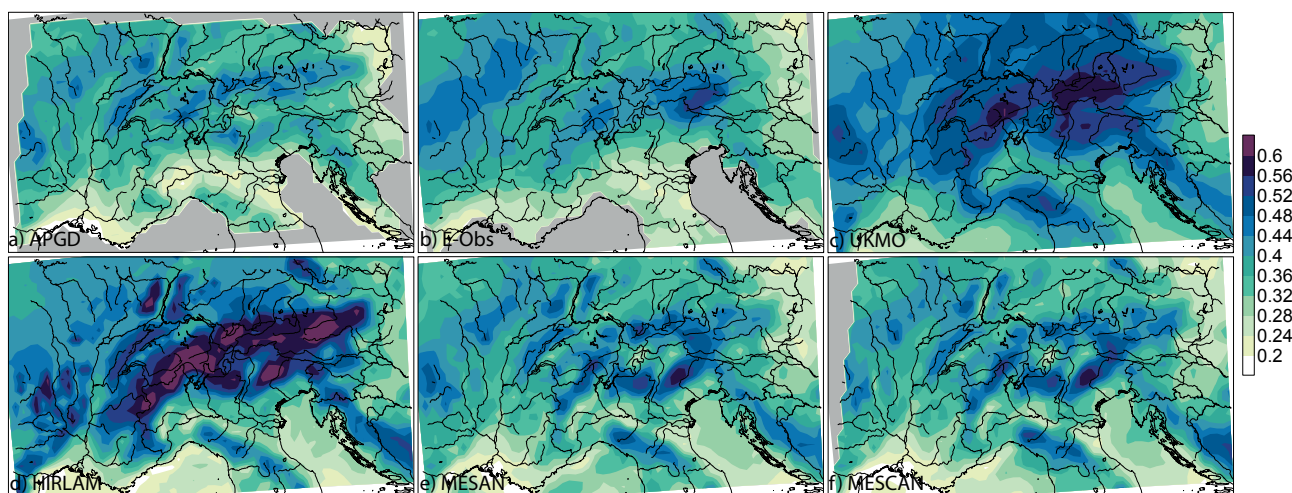 a) APGD
b) E-Obs
c) UKMO
d) HIRLAM
e) MESAN
f) MESCAN
0.6
0.56
0.52
0.48
0.44
0.4
0.36
0.32
0.28
0.24
0.2